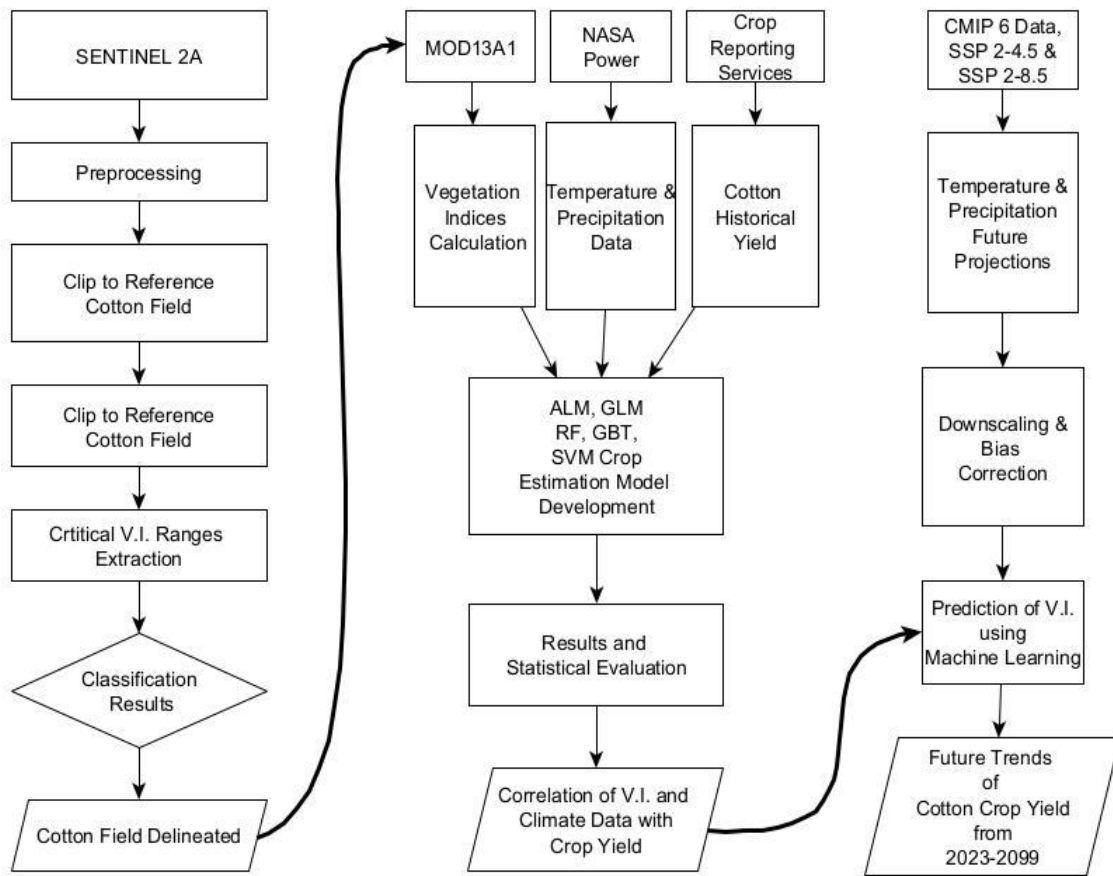 SENTINEL 2A
Preprocessing
Clip to Reference
Cotton Field
Clip to Reference
Cotton Field
Crtitical V.I. Ranges
Extraction
Classification
Results
Cotton Field Delineated
MOD13A1
Vegetation
Indices
Calculation
NASA
Power
Temperature &
Precipitation
Data
Crop
Reporting
Services
Cotton
Historical
Yield
ALM, GLM
RF, GBT,
SVM Crop
Estimation Model
Development
Results and
Statistical Evaluation
Correlation of V.I. and
Climate Data with
Crop Yield
CMIP 6 Data,
SSP 2-4.5 &
SSP 2-8.5
Temperature &
Precipitation
Future
Projections
Downscaling &
Bias
Correction
Prediction of V.I.
using
Machine Learning
Future Trends
of
Cotton Crop Yield
from
2023-2099